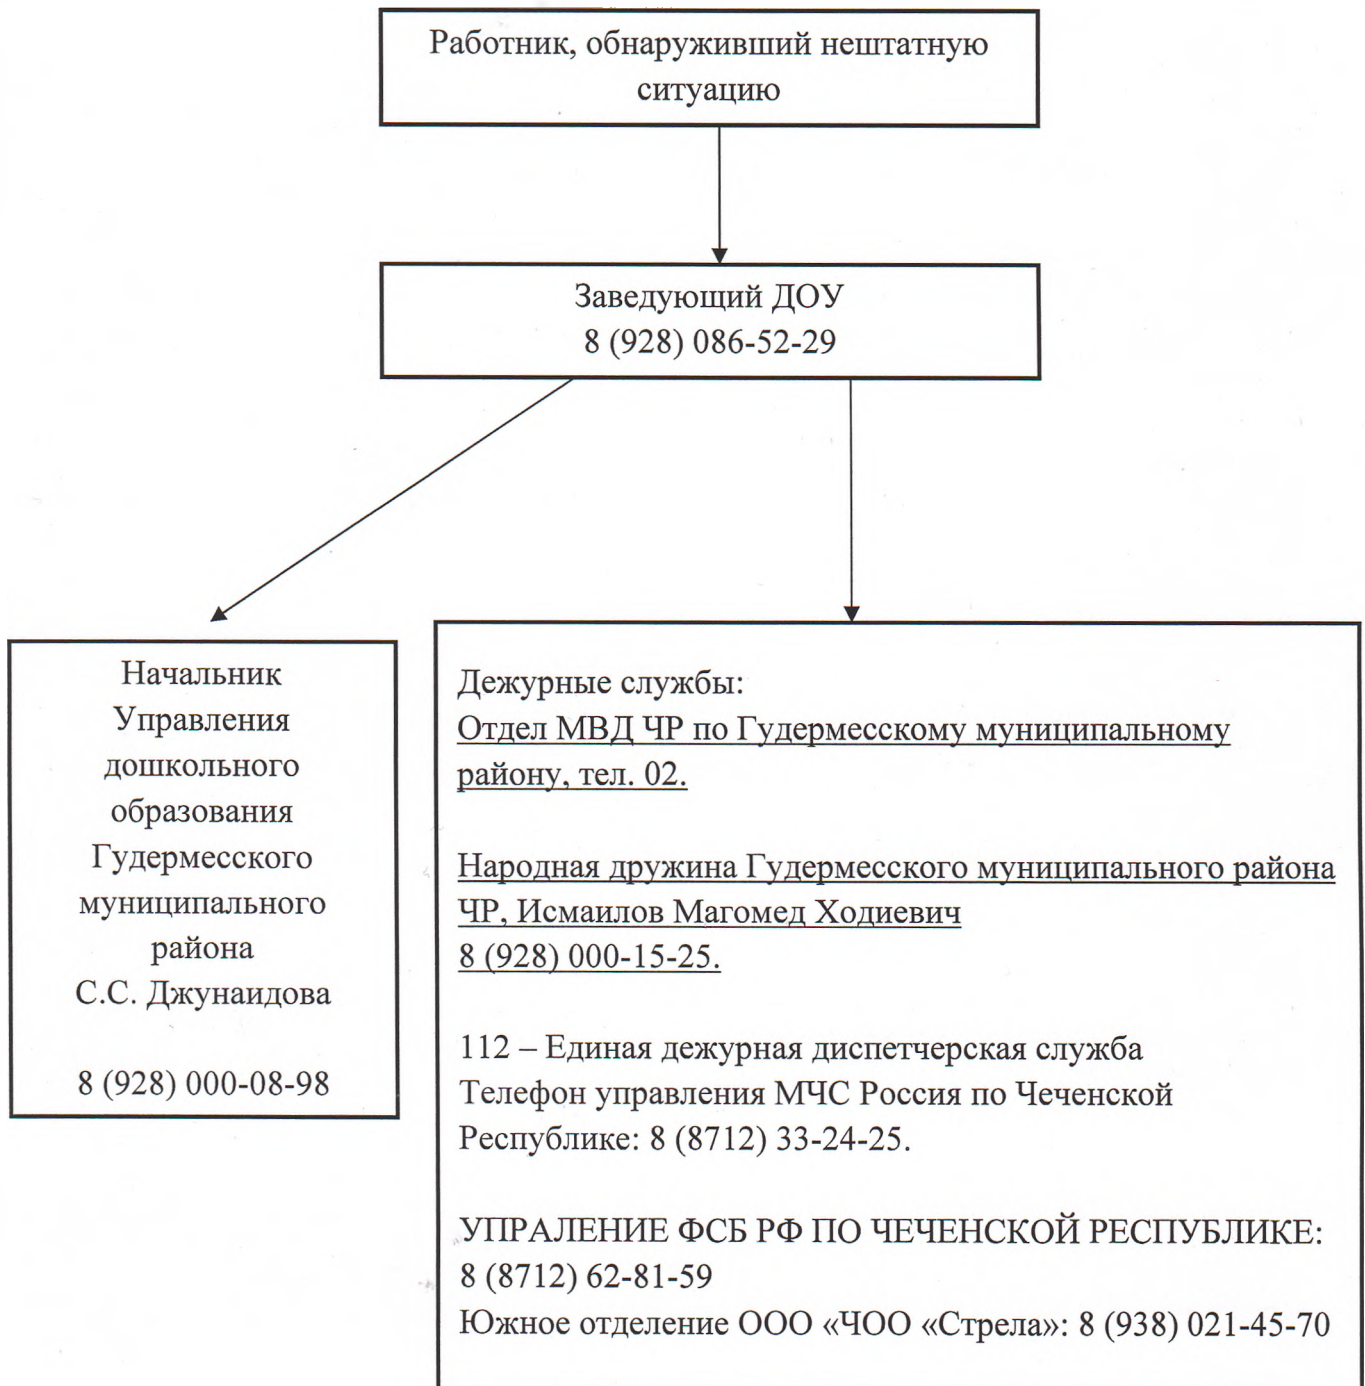 Работник, обнаруживший нештатную
ситуацию
Заведующий ДОУ
8 (928) 086-52-29
Начальник
Управления
дошкольного
образования
Гудермесского
муниципального
района
С.С. Джунаидова
8 (928) 000-08-98
Дежурные службы:
Отдел МВД ЧР по Гудермесскому муниципальному
району, тел. 02.
Народная дружина Гудермесского муниципального района
ЧР, Исмаилов Магомед Ходиевич
8 (928) 000-15-25.
112 – Единая дежурная диспетчерская служба
Телефон управления МЧС Россия по Чеченской
Республике: 8 (8712) 33-24-25.
УПРАЛЕНИЕ ФСБ РФ ПО ЧЕЧЕНСКОЙ РЕСПУБЛИКЕ:
8 (8712) 62-81-59
Южное отделение ООО «ЧОО «Стрела»: 8 (938) 021-45-70